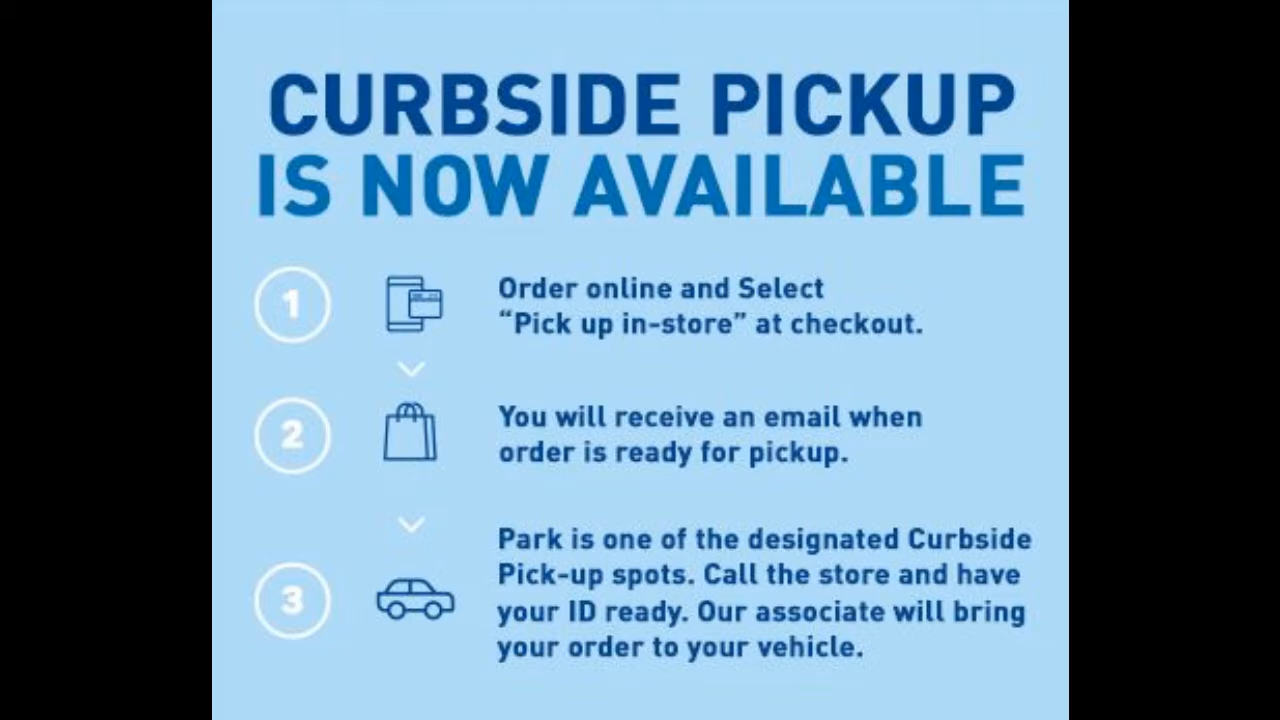 CURBSIDE PICKUP
IS NOW AVAILABLE
1
Order online and Select
“Pick up in-store” at checkout.
2
You will receive an email when
order is ready for pickup.
3
Park is one of the designated Curbside
Pick-up spots. Call the store and have
your ID ready. Our associate will bring
your order to your vehicle.